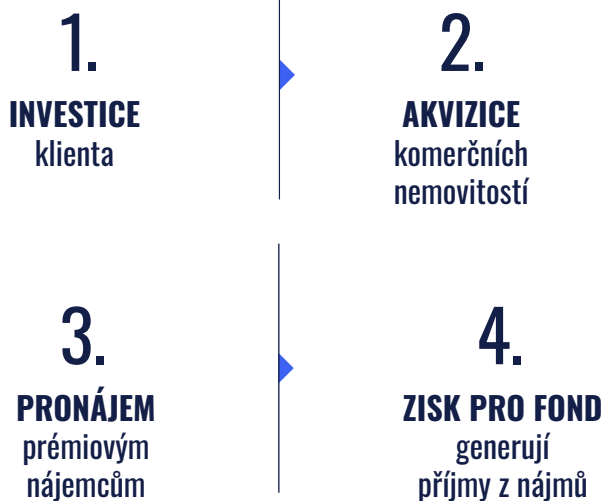 1.
INVESTICE
klienta
2.
AKVIZICE
komerčních
nemovitostí
3.
PRONÁJEM
prémiovým
nájemcům
4.
ZISK PRO FOND
generují
příjmy z nájmů